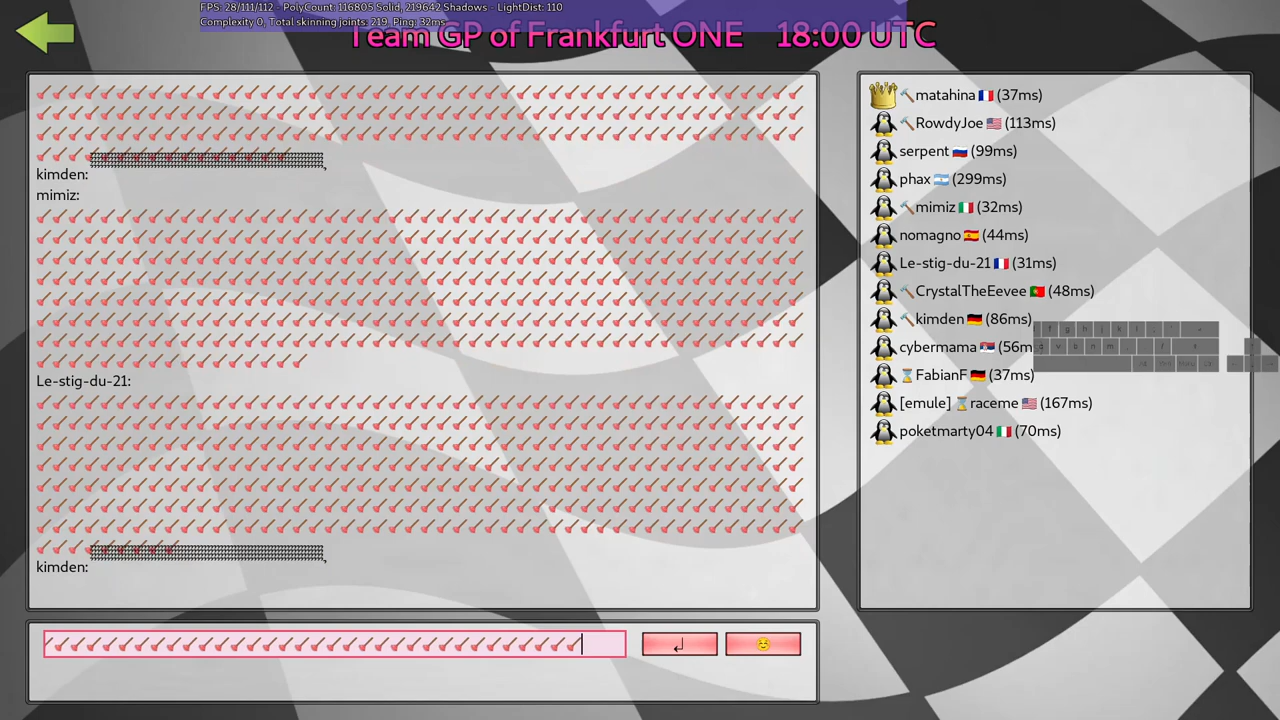 FPS: 28/111/112 - PolyCount: 116805 Solid, 219642 Shadows - LightDist: 110
Complexity 0, Total skinning joints: 219, Ping: 32ms
Team GP of Frankfurt ONE 18:00 UTC
kimden:
mimiz:
Le-stig-du-21:
kimden:
matahina (37ms)
RowdyJoe (113ms)
serpent (99ms)
phax (299ms)
mimiz (32ms)
nomagno (44ms)
Le-stig-du-21 (31ms)
CrystalTheEevee (48ms)
kimden (86ms)
cybermama (56m
FabianF (37ms)
[emule] raceme (167ms)
poketmarty04 (70ms)